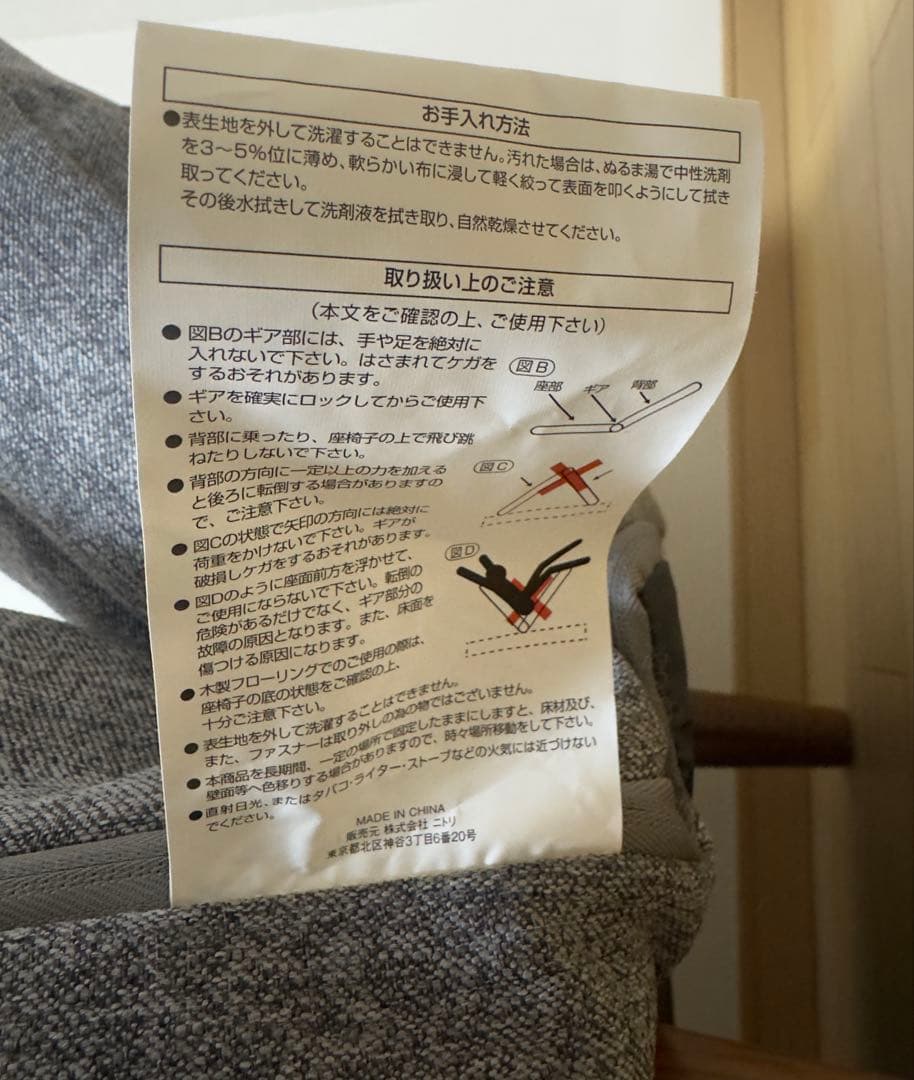 お手入れ方法
●表生地を外して洗濯することはできません。汚れた場合は、ぬるま湯で中性洗剤
を3〜5%位に薄め、軟らかい布に浸して軽く絞って表面を叩くようにして拭き
取ってください。
その後水拭きして洗剤液を拭き取り、自然乾燥させてください。
取り扱い上のご注意
(本文をご確認の上、ご使用下さい)
● 図Bのギア部には、手や足を絶対に
入れないで下さい。はさまれてケガを
するおそれがあります。
図B
座部 ギア 背部
● ギアを確実にロックしてからご使用下
さい。
● 背部に乗ったり、座椅子の上で飛び跳
ねたりしないで下さい。
● 背部の方向に一定以上の力を加える
と後ろに転倒する場合がありますの
で、ご注意下さい。
図C
● 図Cの状態で矢印の方向には絶対に
荷重をかけないで下さい。ギアが
破損しケガをするおそれがあります。
図D
● 図Dのように座面前方を浮かせて、
ご使用にならないで下さい。転倒の
危険があるだけでなく、ギア部分の
故障の原因となります。また、床面を
傷つける原因になります。
● 木製フローリングでのご使用の際は、
座椅子の底の状態をご確認の上、
十分ご注意下さい。
● 表生地を外して洗濯することはできません。
また、ファスナーは取り外しの為の物ではございません。
● 本商品を長期間、一定の場所で固定したままにしますと、床材及び、
壁面等へ色移りする場合がありますので、時々場所移動をして下さい。
● 直射日光、またはタバコ・ライター・ストーブなどの火気には近づけない
でください。
MADE IN CHINA
販売元 株式会社 ニトリ
東京都北区神谷3丁目6番20号